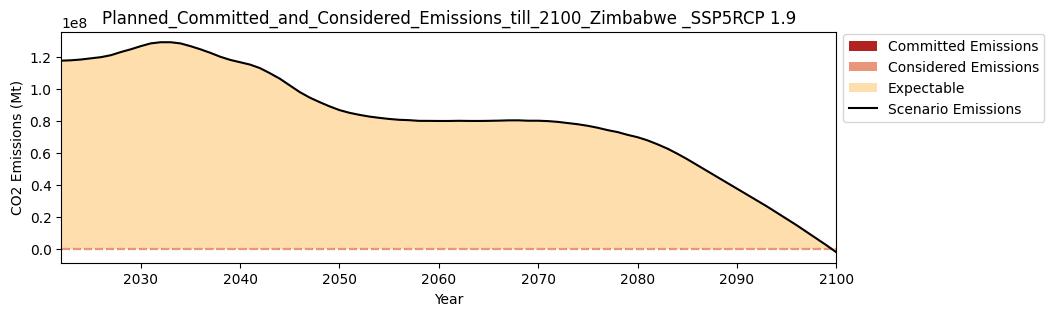 Planned_Committed_and_Considered_Emissions_till_2100_Zimbabwe _SSP5RCP 1.9
1e8
1.2
1.0
0.8
0.6
0.4
0.2
0.0
CO2 Emissions (Mt)
2030 2040 2050 2060 2070 2080 2090 2100
Year
Committed Emissions
Considered Emissions
Expectable
Scenario Emissions